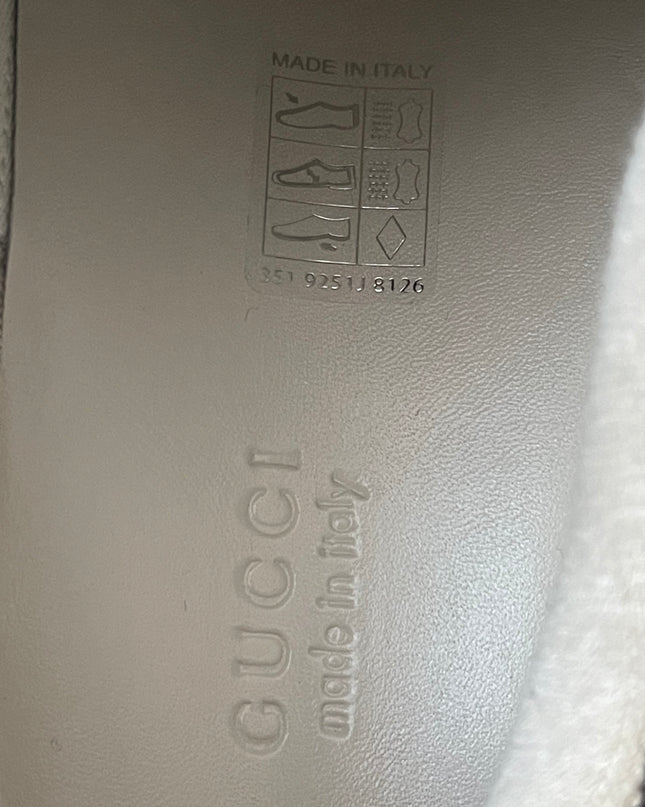 MADE IN ITALY
351 9251J 8126
GUCCI
made in italy